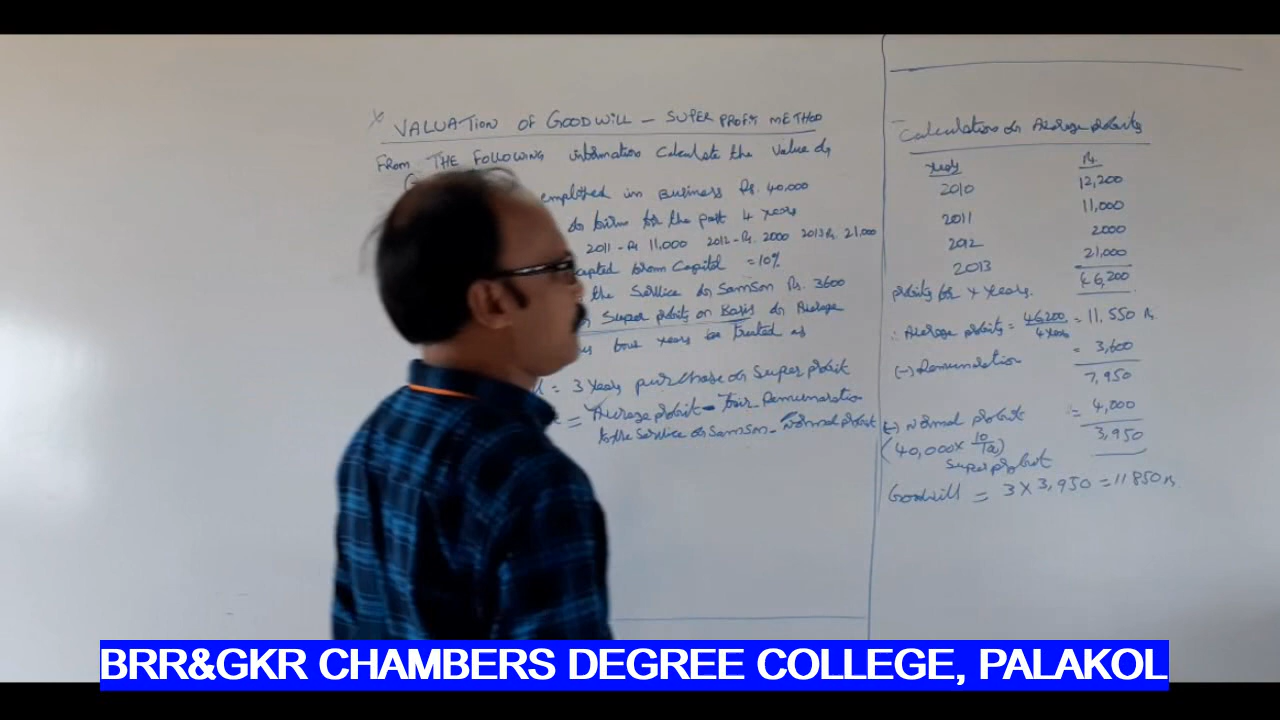 VALUATION OF GOODWILL – SUPER PROFIT METHOD
FROM THE FOLLOWING information Calculate the value of
employed in Business Rs. 40,000
of firm for the past 4 years
2011 - Rs 11,000 2012 - Rs. 2000 2013 Rs. 21,000
from Capital = 10%
the Service of Samson Rs. 3600
Super profits on Basis of Average
four years be treated as
= 3 years purchase of Super profit
= Average profit - fair Remuneration
to the Service of Samson - Normal profit
Calculation of Average profits
year Rs.
2010 12,200
2011 11,000
2012 2000
2013 21,000
profits for 4 years. 46,200
∴ Average profits = 46200 / 4 years = 11,550 Rs
(-) Remuneration = 3,600
7,950
(-) Normal profit = 4,000
(40,000 × 10/100) 3,950
Super profit
Goodwill = 3 × 3,950 = 11850 Rs
BRR&GKR CHAMBERS DEGREE COLLEGE, PALAKOL